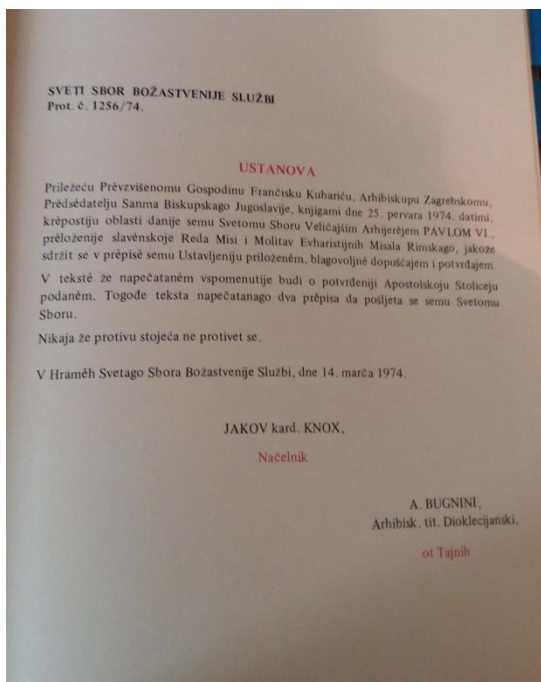 SVETI SBOR BOŽASTVENIJE SLUŽBI
Prot. č. 1256/74.
USTANOVA
Priležeću Prěvzvišenomu Gospodinu Frančisku Kuhariću, Arhibiskupu Zagrebskomu,
Prědsědatelju Sanma Biskupskago Jugoslavije, knjigami dne 25. pervara 1974. datimi,
krěpostiju oblasti danije semu Svetomu Sboru Veličajšim Arhijerějem PAVLOM VI.,
prěloženije slavěnskoje Reda Misi i Molitav Evharistijnih Misala Rimskago, jakože
sdržit se v prěpisě semu Ustavljeniju priloženěm, blagovoljně dopuśćajem i potvrđajem.
V tekstě že napečataněm vspomenutije budi o potvrđeniji Apostolskoju Stoliceju
podaněm. Togođe teksta napečatanago dva prěpisa da pošljeta se semu Svetomu
Sboru.
Nikaja že protivu stojeća ne protivet se.
V Hraměh Svetago Sbora Božastvenije Službi, dne 14. marča 1974.
JAKOV kard. KNOX,
Načelnik
A. BUGNINI,
Arhibisk. tit. Dioklecijanski,
ot Tajnih